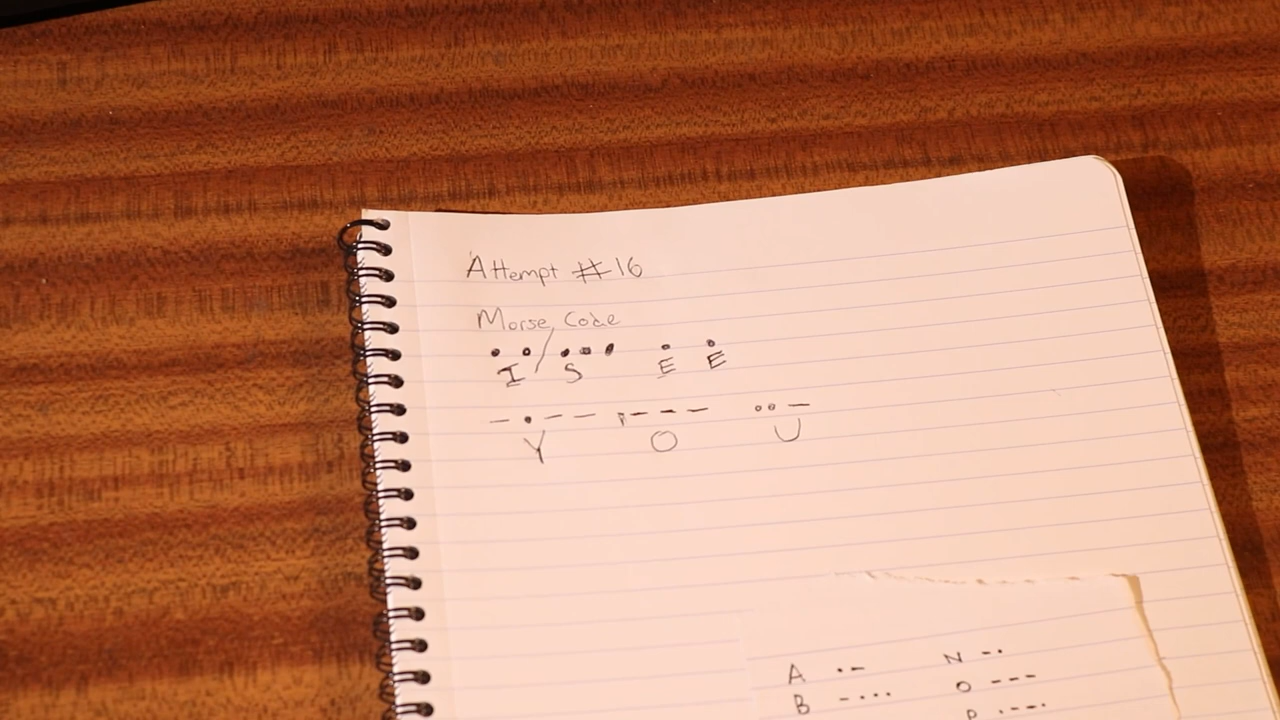 Attempt #16
Morse Code
• • / • • • • •
I S E E
– • – – – – – • • –
Y O U
A • – N – •
B – • • • O – – –
P • – – •